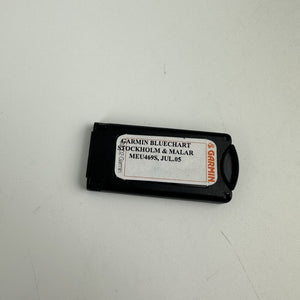 GARMIN BLUECHART
STOCKHOLM & MALAR
MEU469S, JUL.05
GARMIN